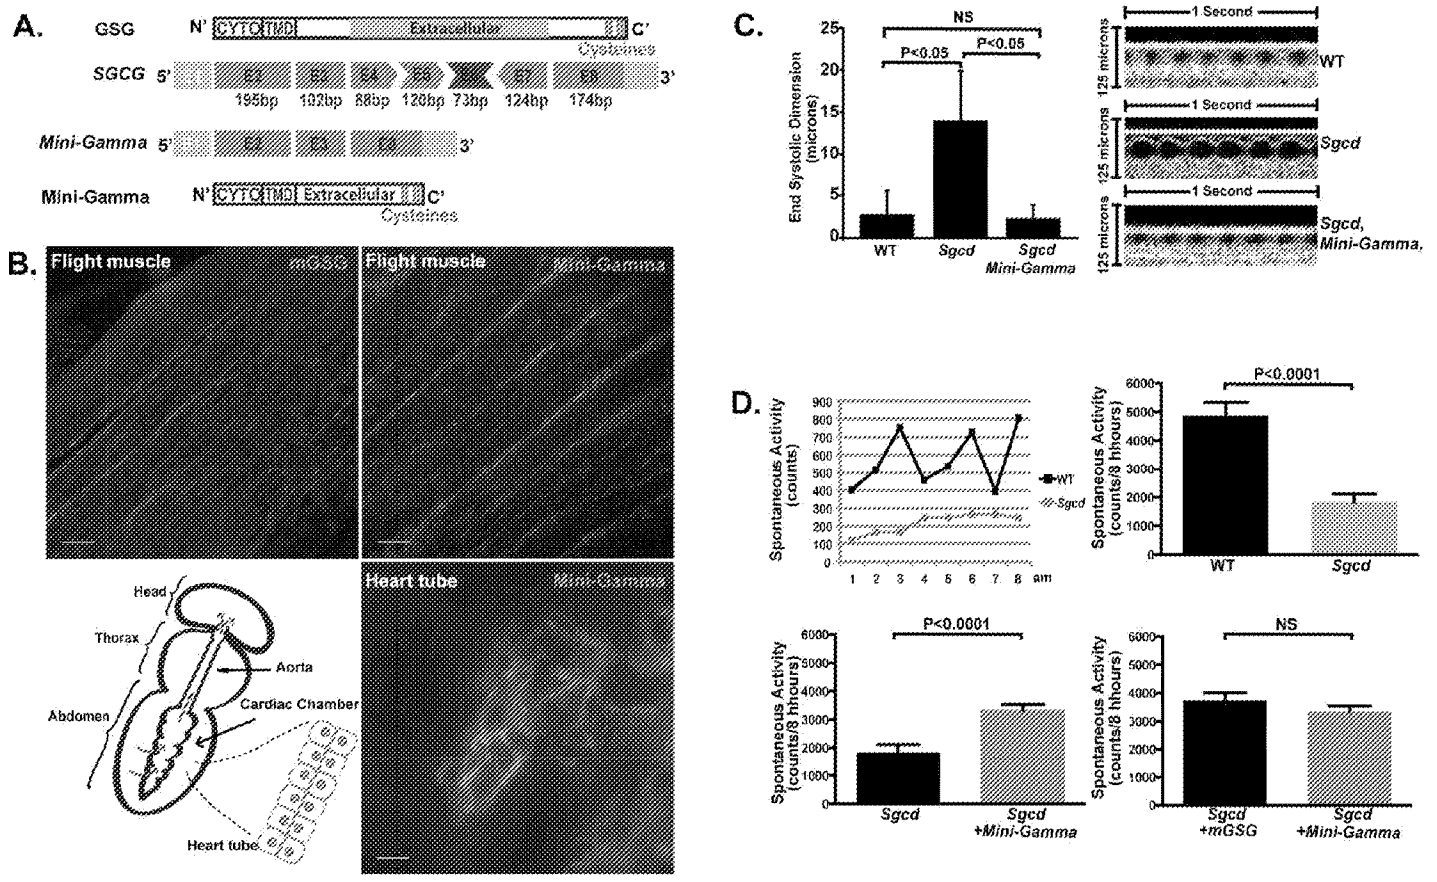 A.
GSG N' CYTO TMD Extracellular C'
Cysteines
SGCG 5' E2 E3 E4 E5 E7 E8 3'
195bp 102bp 88bp 120bp 73bp 124bp 174bp
Mini-Gamma 5' E2 E3 E8 3'
Mini-Gamma N' CYTO TMD Extracellular C'
Cysteines
B.
Flight muscle mGSG
Flight muscle Mini-Gamma
Head
Thorax
Aorta
Cardiac Chamber
Abdomen
Heart tube
Heart tube Mini-Gamma
C.
End Systolic Dimension
(microns)
25
20
15
10
5
0
NS
P<0.05
P<0.05
WT
Sgcd
Sgcd
Mini-Gamma
1 Second
125 microns
WT
1 Second
125 microns
Sgcd
1 Second
125 microns
Sgcd,
Mini-Gamma,
D.
Spontaneous Activity
(counts)
900
800
700
600
500
400
300
200
100
0
1 2 3 4 5 6 7 8 am
WT
Sgcd
Spontaneous Activity
(counts/8 hhours)
6000
5000
4000
3000
2000
1000
0
P<0.0001
WT
Sgcd
Spontaneous Activity
(counts/8 hhours)
6000
5000
4000
3000
2000
1000
0
P<0.0001
Sgcd
Sgcd
+Mini-Gamma
Spontaneous Activity
(counts/8 hhours)
6000
5000
4000
3000
2000
1000
0
NS
Sgcd
+mGSG
Sgcd
+Mini-Gamma